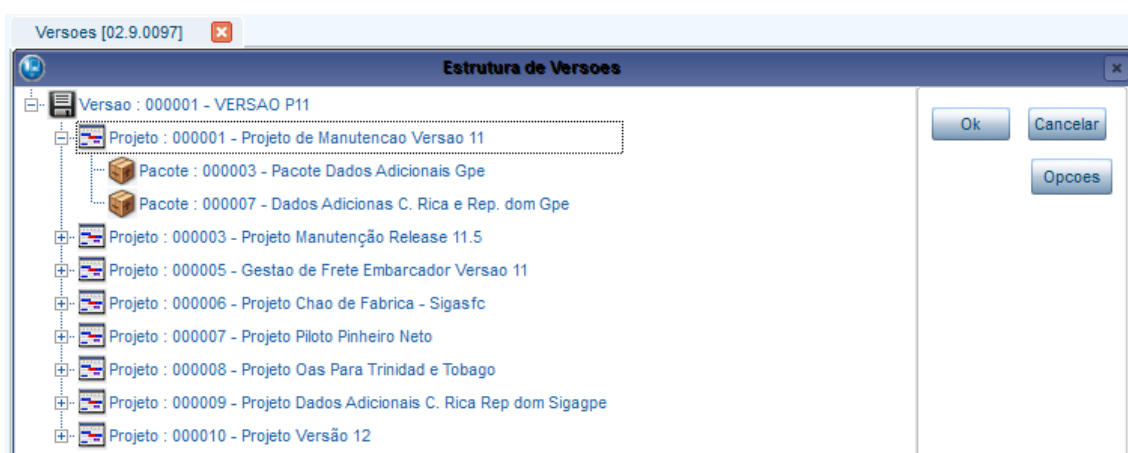 Versoes [02.9.0097]
Estrutura de Versoes
Versao : 000001 - VERSAO P11
Projeto : 000001 - Projeto de Manutencao Versao 11
Pacote : 000003 - Pacote Dados Adicionais Gpe
Pacote : 000007 - Dados Adicionas C. Rica e Rep. dom Gpe
Projeto : 000003 - Projeto Manutenção Release 11.5
Projeto : 000005 - Gestao de Frete Embarcador Versao 11
Projeto : 000006 - Projeto Chao de Fabrica - Sigasfc
Projeto : 000007 - Projeto Piloto Pinheiro Neto
Projeto : 000008 - Projeto Oas Para Trinidad e Tobago
Projeto : 000009 - Projeto Dados Adicionais C. Rica Rep dom Sigagpe
Projeto : 000010 - Projeto Versão 12
Ok
Cancelar
Opcoes